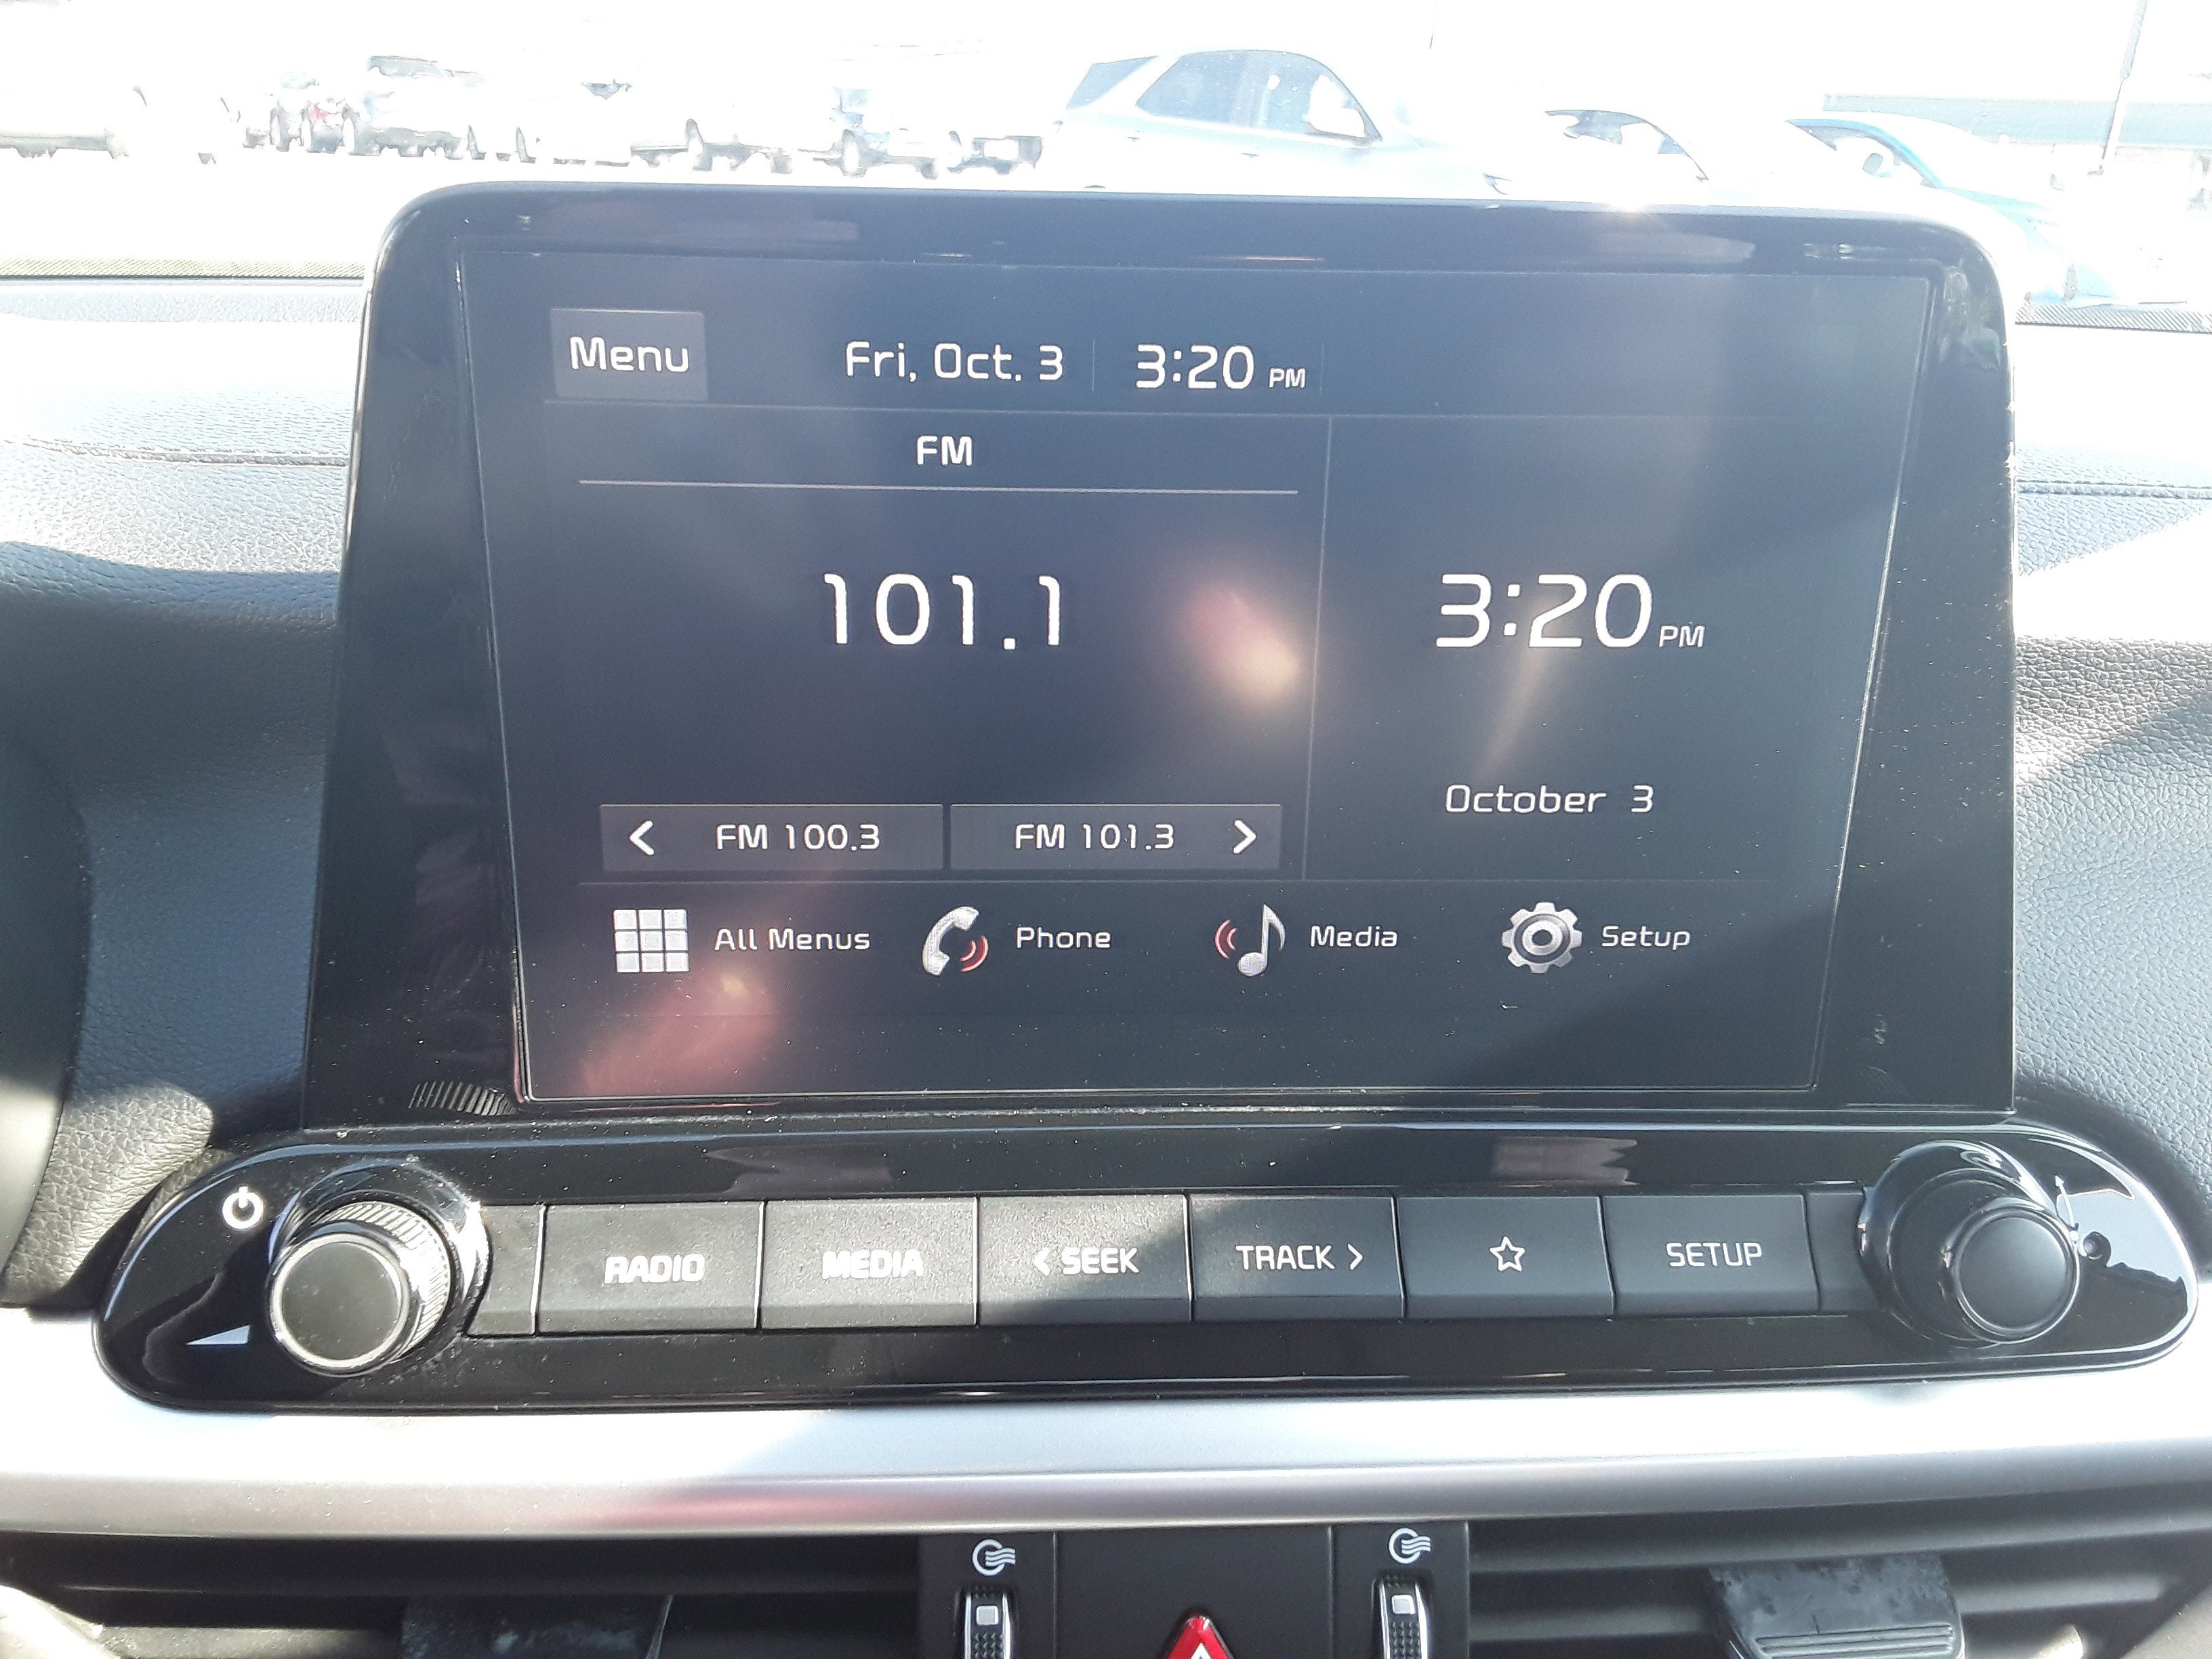 Menu Fri, Oct. 3 3:20 PM
FM
101.1
3:20 PM
October 3
< FM 100.3 FM 101.3 >
All Menus Phone Media Setup
RADIO MEDIA < SEEK TRACK > SETUP